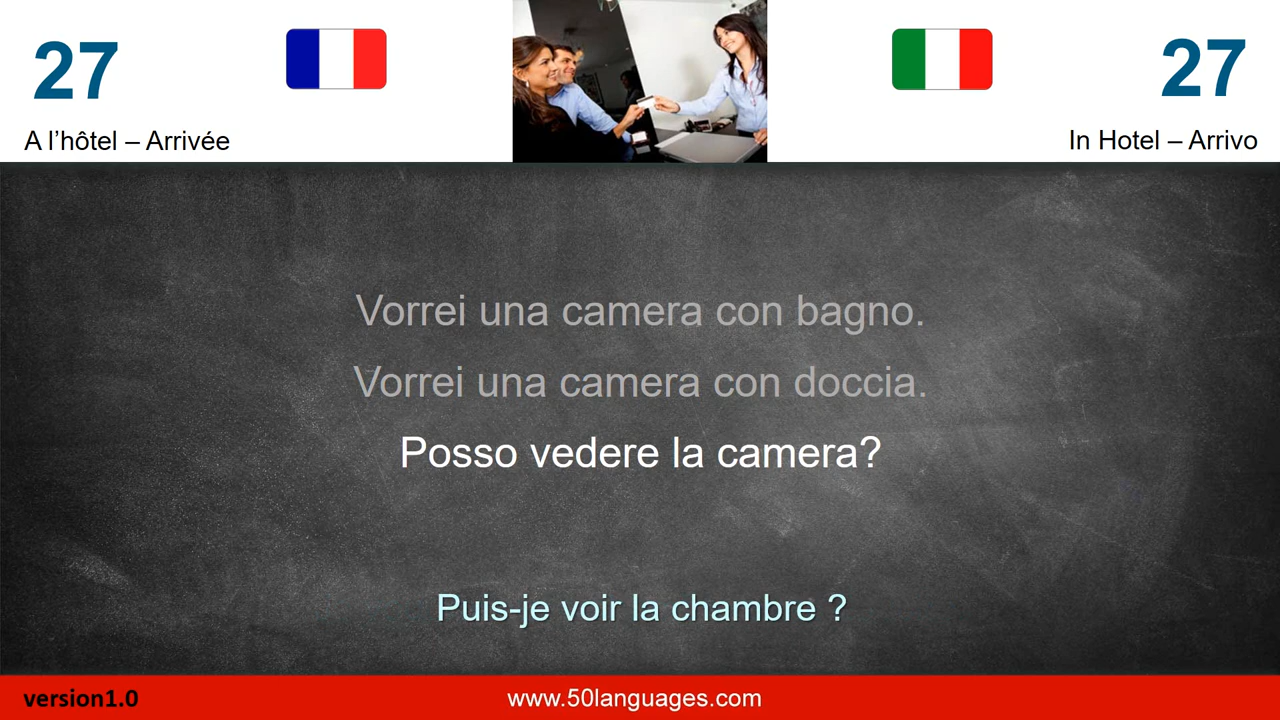 27
27
A l’hôtel – Arrivée
In Hotel – Arrivo
Vorrei una camera con bagno.
Vorrei una camera con doccia.
Posso vedere la camera?
Puis-je voir la chambre ?
version1.0
www.50languages.com